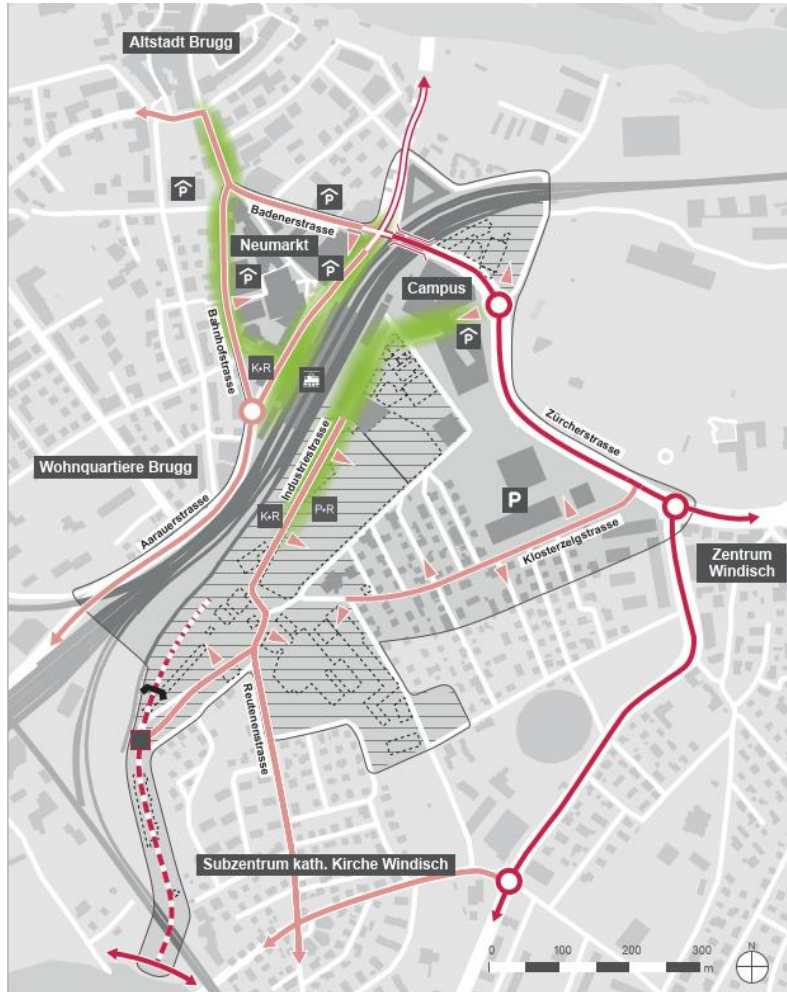 Altstadt Brugg
P
P
Badenerstrasse
Neumarkt
P
P
Campus
P
Bahnhofstrasse
K+R
Zürcherstrasse
Industriestrasse
Wohnquartiere Brugg
Aarauerstrasse
K+R
P+R
P
Klosterzelgstrasse
Zentrum
Windisch
Reutenenstrasse
Subzentrum kath. Kirche Windisch
0 100 200 300
m
N